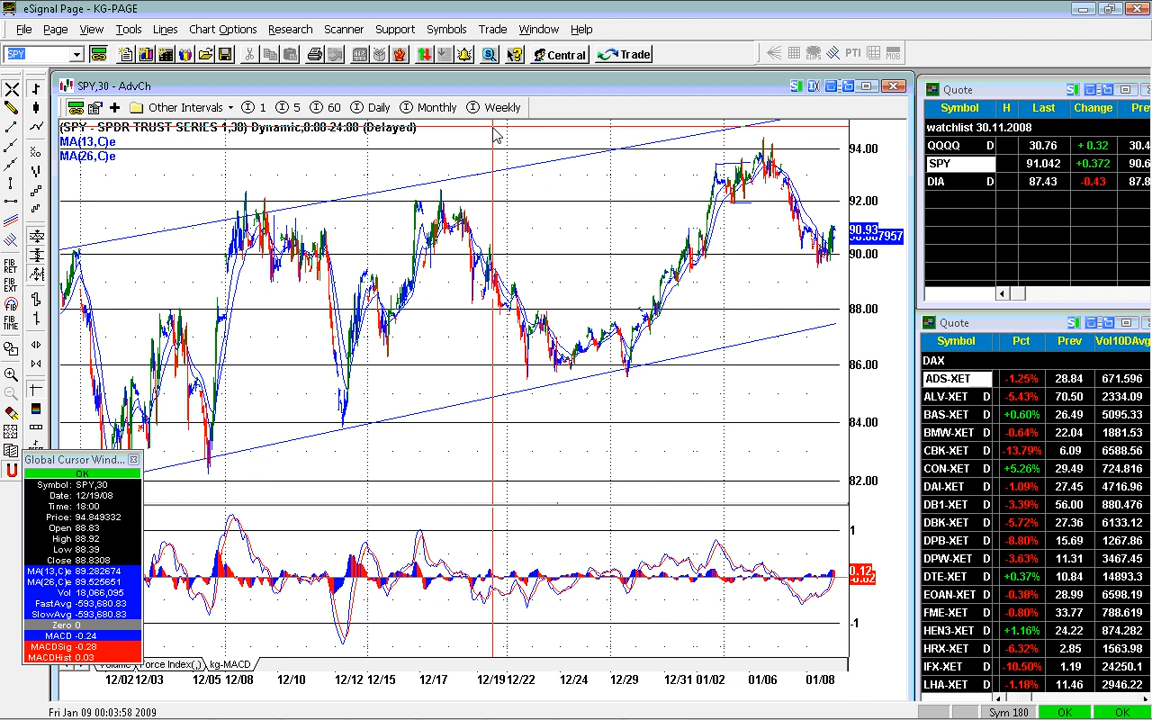 eSignal Page - KG-PAGE
File Page View Tools Lines Chart Options Research Scanner Support Symbols Trade Window Help
SPY Central Trade PTI MOB
SPY,30 - AdvCh
Other Intervals 1 5 60 Daily Monthly Weekly
(SPY - SPDR TRUST SERIES 1,30) Dynamic,0:00-24:00 (Delayed)
MA(13,C)e
MA(26,C)e
94.00
92.00
90.93
90.00
88.00
86.00
84.00
82.00
1
0.12
-1
FIB RET
FIB EXT
FIB
FIB TIME
Global Cursor Wind...
OK
Symbol: SPY,30
Date: 12/19/08
Time: 18:00
Price: 94.849332
Open 88.83
High 88.92
Low 88.39
Close 88.8308
MA(13,C)e 89.282674
MA(26,C)e 89.525651
Vol 18,066,095
FastAvg -593,680.83
SlowAvg -593,680.83
Zero 0
MACD -0.24
MACDSig -0.28
MACDHist 0.03
Volume Force Index(,) kg-MACD
12/02 12/03 12/05 12/08 12/10 12/12 12/15 12/17 12/19 12/22 12/24 12/29 12/31 01/02 01/06 01/08
Quote
Symbol H Last Change Prev
watchlist 30.11.2008
QQQQ D 30.76 +0.32 30.4
SPY 91.042 +0.372 90.6
DIA D 87.43 -0.43 87.8
Quote
Symbol Pct Prev Vol10DAvg
DAX
ADS-XET -1.25% 28.84 671.596
ALV-XET D -5.43% 70.50 2334.09
BAS-XET D +0.60% 26.49 5095.33
BMW-XET D -0.64% 22.04 1881.53
CBK-XET D -13.79% 6.09 6588.56
CON-XET D +5.26% 29.49 724.816
DAI-XET D -1.09% 27.45 4716.96
DB1-XET D -3.39% 56.00 880.476
DBK-XET D -5.72% 27.36 6133.12
DPB-XET D -8.80% 15.69 1267.86
DPW-XET D -3.63% 11.31 3467.45
DTE-XET D +0.37% 10.84 14893.3
EOAN-XET D -0.38% 28.99 6598.19
FME-XET D -0.80% 33.77 788.619
HEN3-XET D +1.16% 24.22 874.282
HRX-XET D -6.32% 2.85 1563.98
IFX-XET D -10.50% 1.19 24250.1
LHA-XET D -1.18% 11.46 2946.22
Fri Jan 09 00:03:58 2009
Sym 180 OK OK